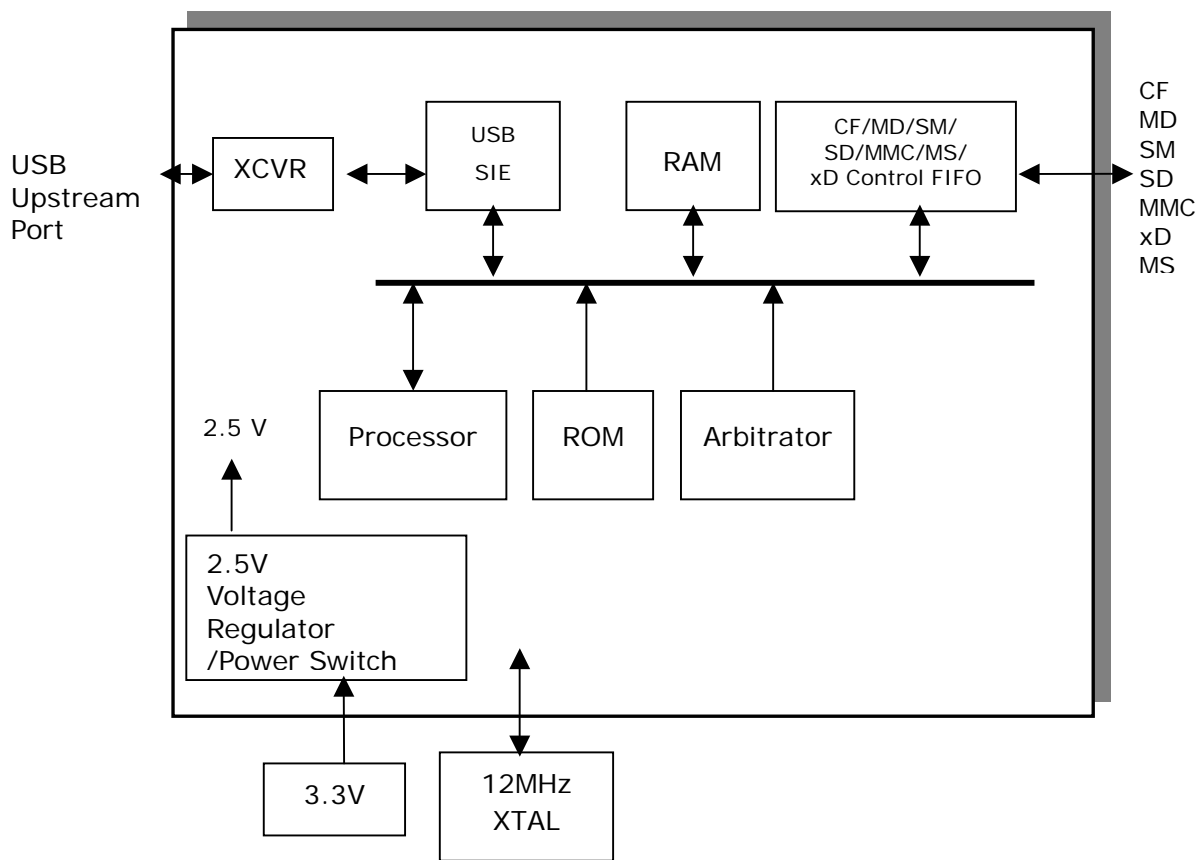 USB
Upstream
Port
XCVR
USB
SIE
RAM
CF/MD/SM/
SD/MMC/MS/
xD Control FIFO
CF
MD
SM
SD
MMC
xD
MS
Processor
ROM
Arbitrator
2.5 V
2.5V
Voltage
Regulator
/Power Switch
3.3V
12MHz
XTAL